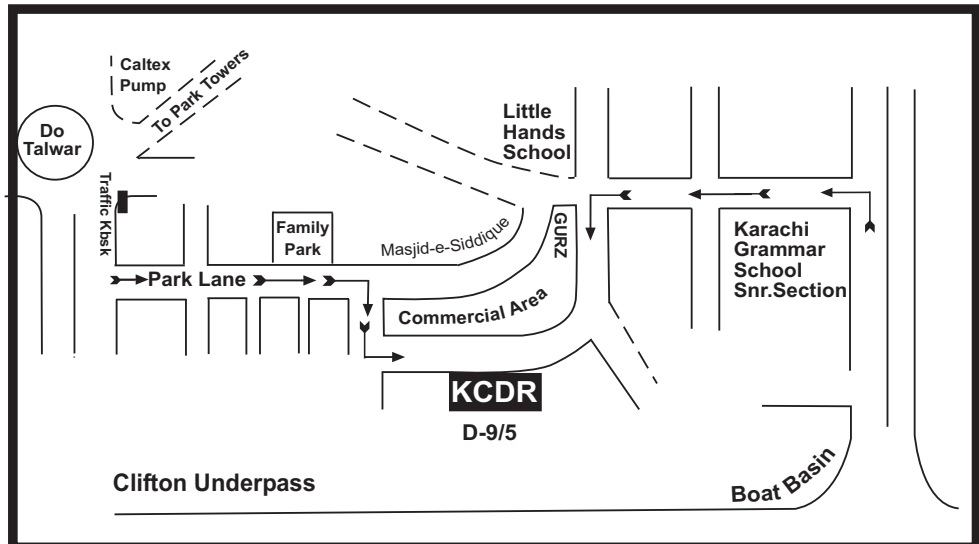 Caltex
Pump
To Park Towers
Do
Talwar
Traffic Kbsk
Little
Hands
School
Family
Park
Masjid-e-Siddique
GURZ
Karachi
Grammar
School
Snr.Section
Park Lane
Commercial Area
KCDR
D-9/5
Clifton Underpass
Boat Basin